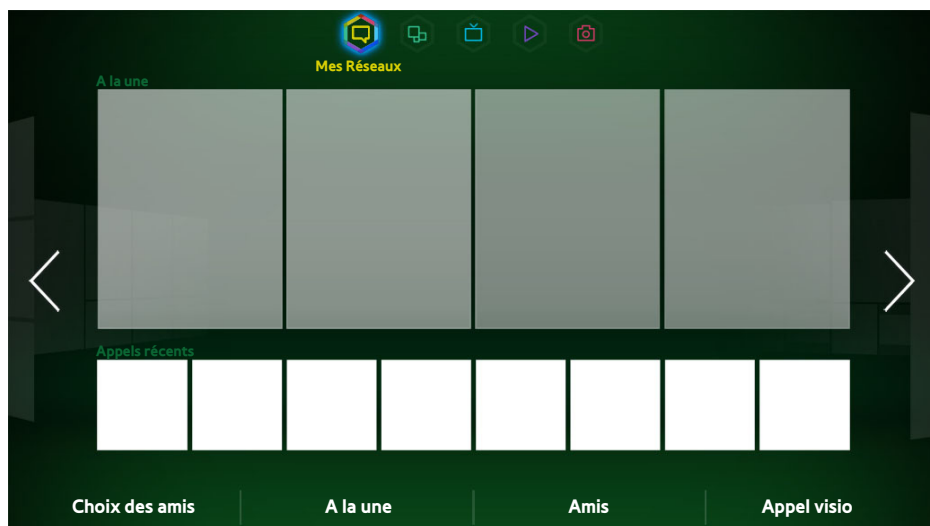 Mes Réseaux
A la une
Appels récents
Choix des amis
A la une
Amis
Appel visio